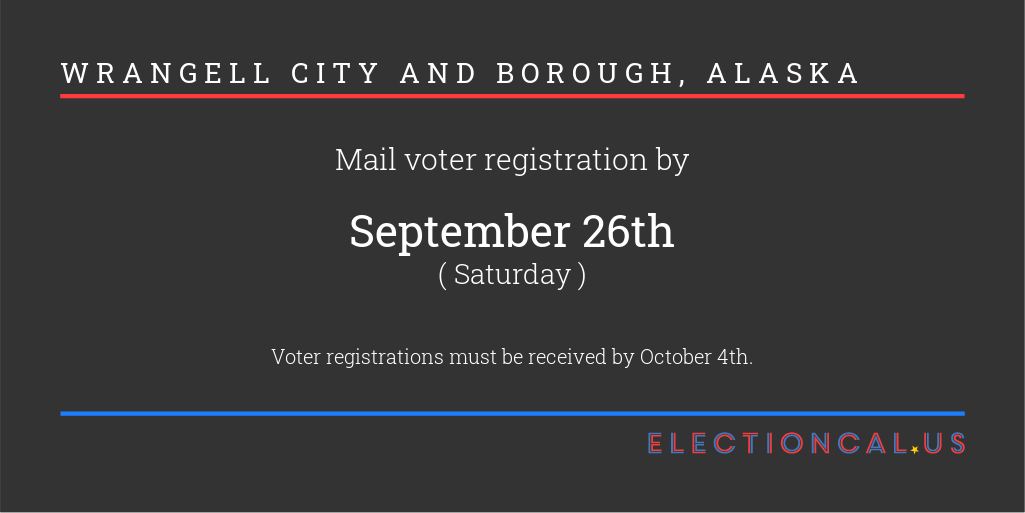 WRANGELL CITY AND BOROUGH, ALASKA
Mail voter registration by
September 26th
( Saturday )
Voter registrations must be received by October 4th.
ELECTIONCAL.US